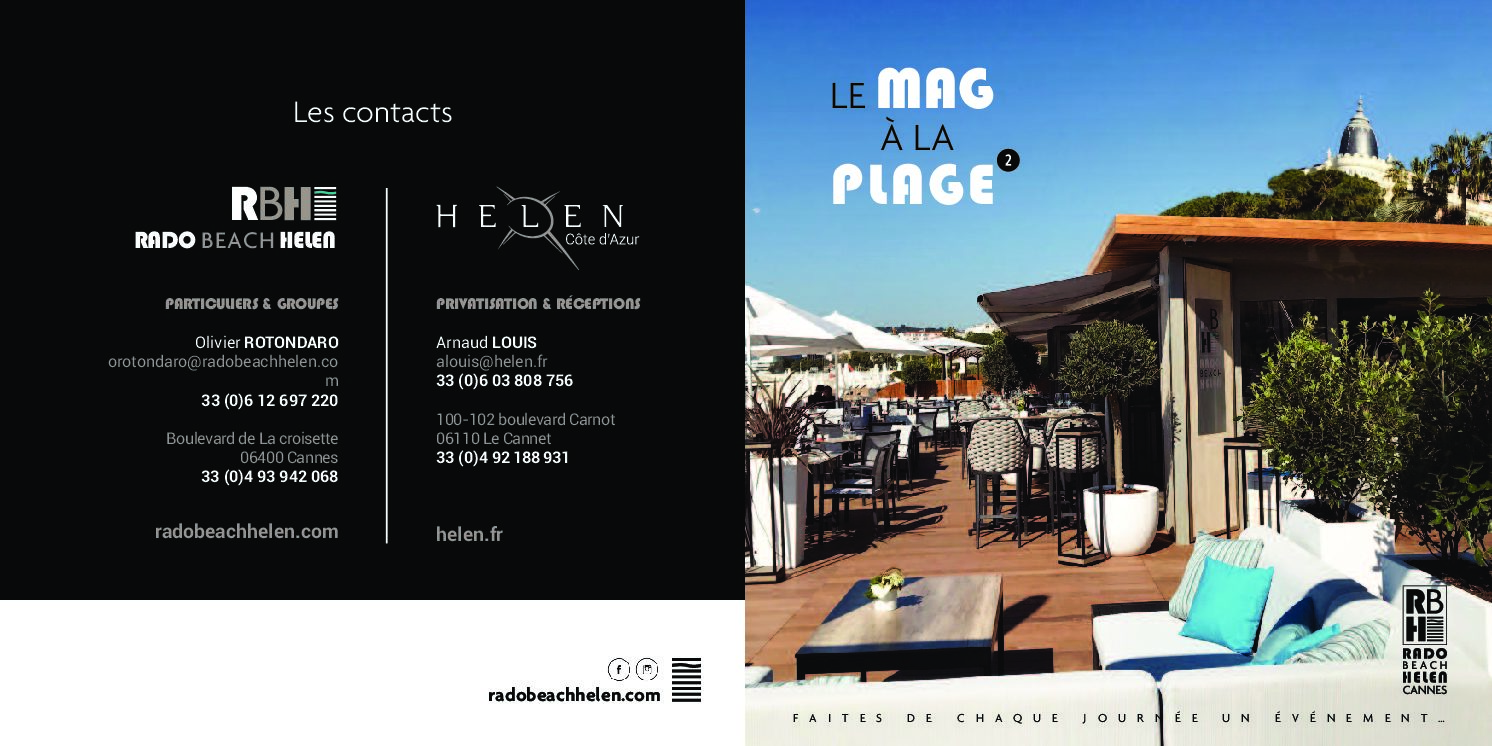 Les contacts
RBH
RADO BEACH HELEN
PARTICULIERS & GROUPES
Olivier ROTONDARO
orotondaro@radobeachhelen.co
m
33 (0)6 12 697 220
Boulevard de La croisette
06400 Cannes
33 (0)4 93 942 068
radobeachhelen.com
HELEN
Côte d'Azur
PRIVATISATION & RÉCEPTIONS
Arnaud LOUIS
alouis@helen.fr
33 (0)6 03 808 756
100-102 boulevard Carnot
06110 Le Cannet
33 (0)4 92 188 931
helen.fr
radobeachhelen.com
LE MAG
À LA
PLAGE 2
B
H
RADO
BEACH
RB
H
RADO
BEACH
HELEN
CANNES
FAITES DE CHAQUE JOURNÉE UN ÉVÉNEMENT…